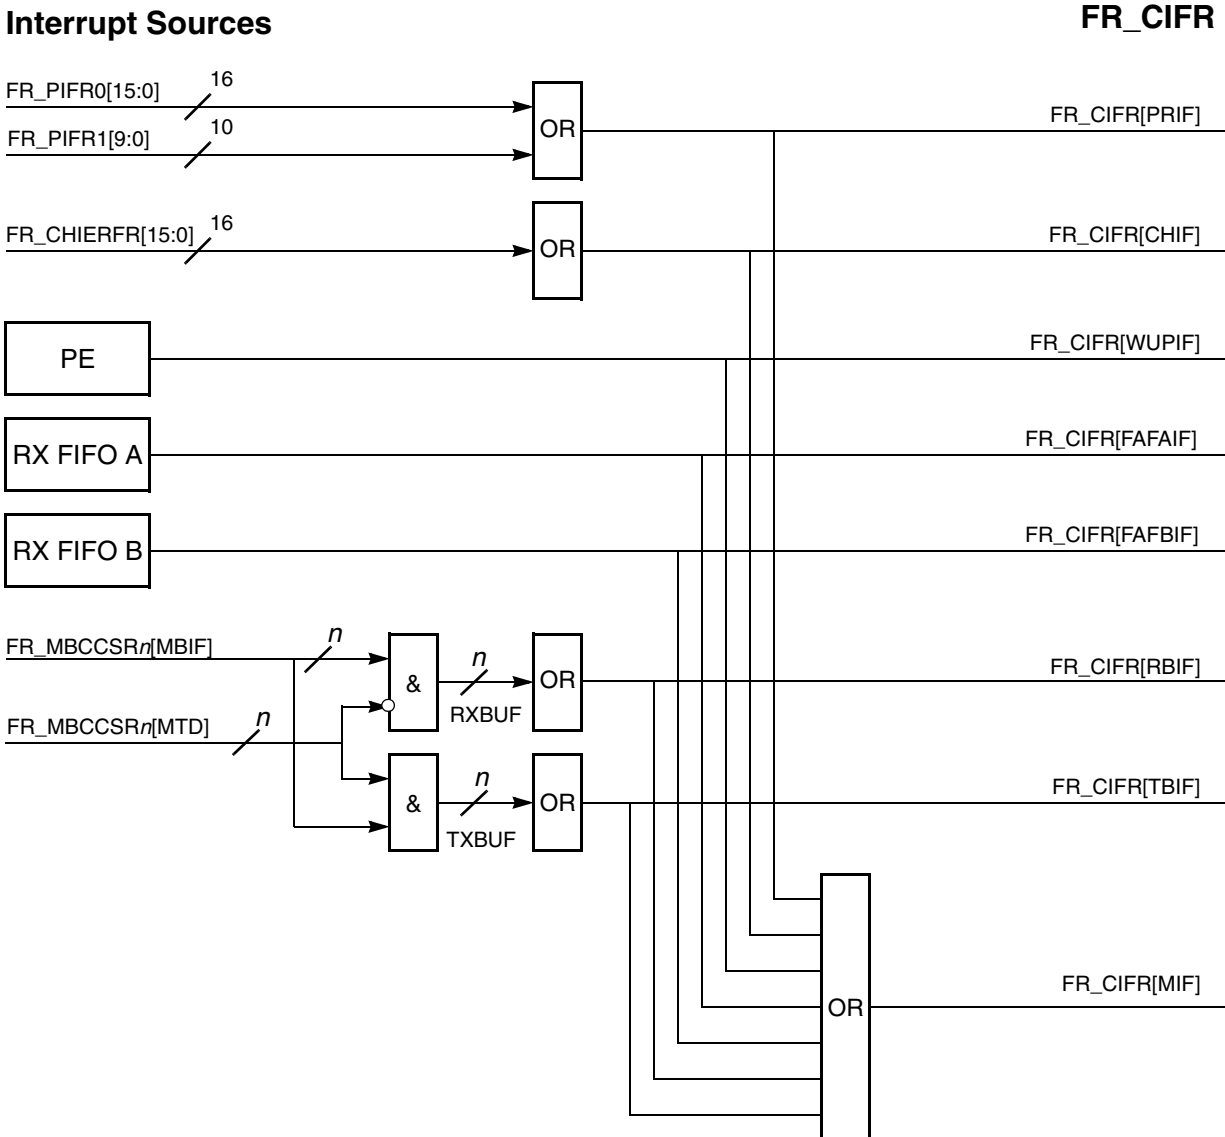 Interrupt Sources
FR_CIFR
FR_PIFR0[15:0]
16
OR
FR_CIFR[PRIF]
FR_PIFR1[9:0]
10
FR_CHIERFR[15:0]
16
OR
FR_CIFR[CHIF]
PE
FR_CIFR[WUPIF]
RX FIFO A
FR_CIFR[FAFAIF]
RX FIFO B
FR_CIFR[FAFBIF]
FR_MBCCSRn[MBIF]
n
&
n
RXBUF
OR
FR_CIFR[RBIF]
FR_MBCCSRn[MTD]
n
&
n
TXBUF
OR
FR_CIFR[TBIF]
OR
FR_CIFR[MIF]